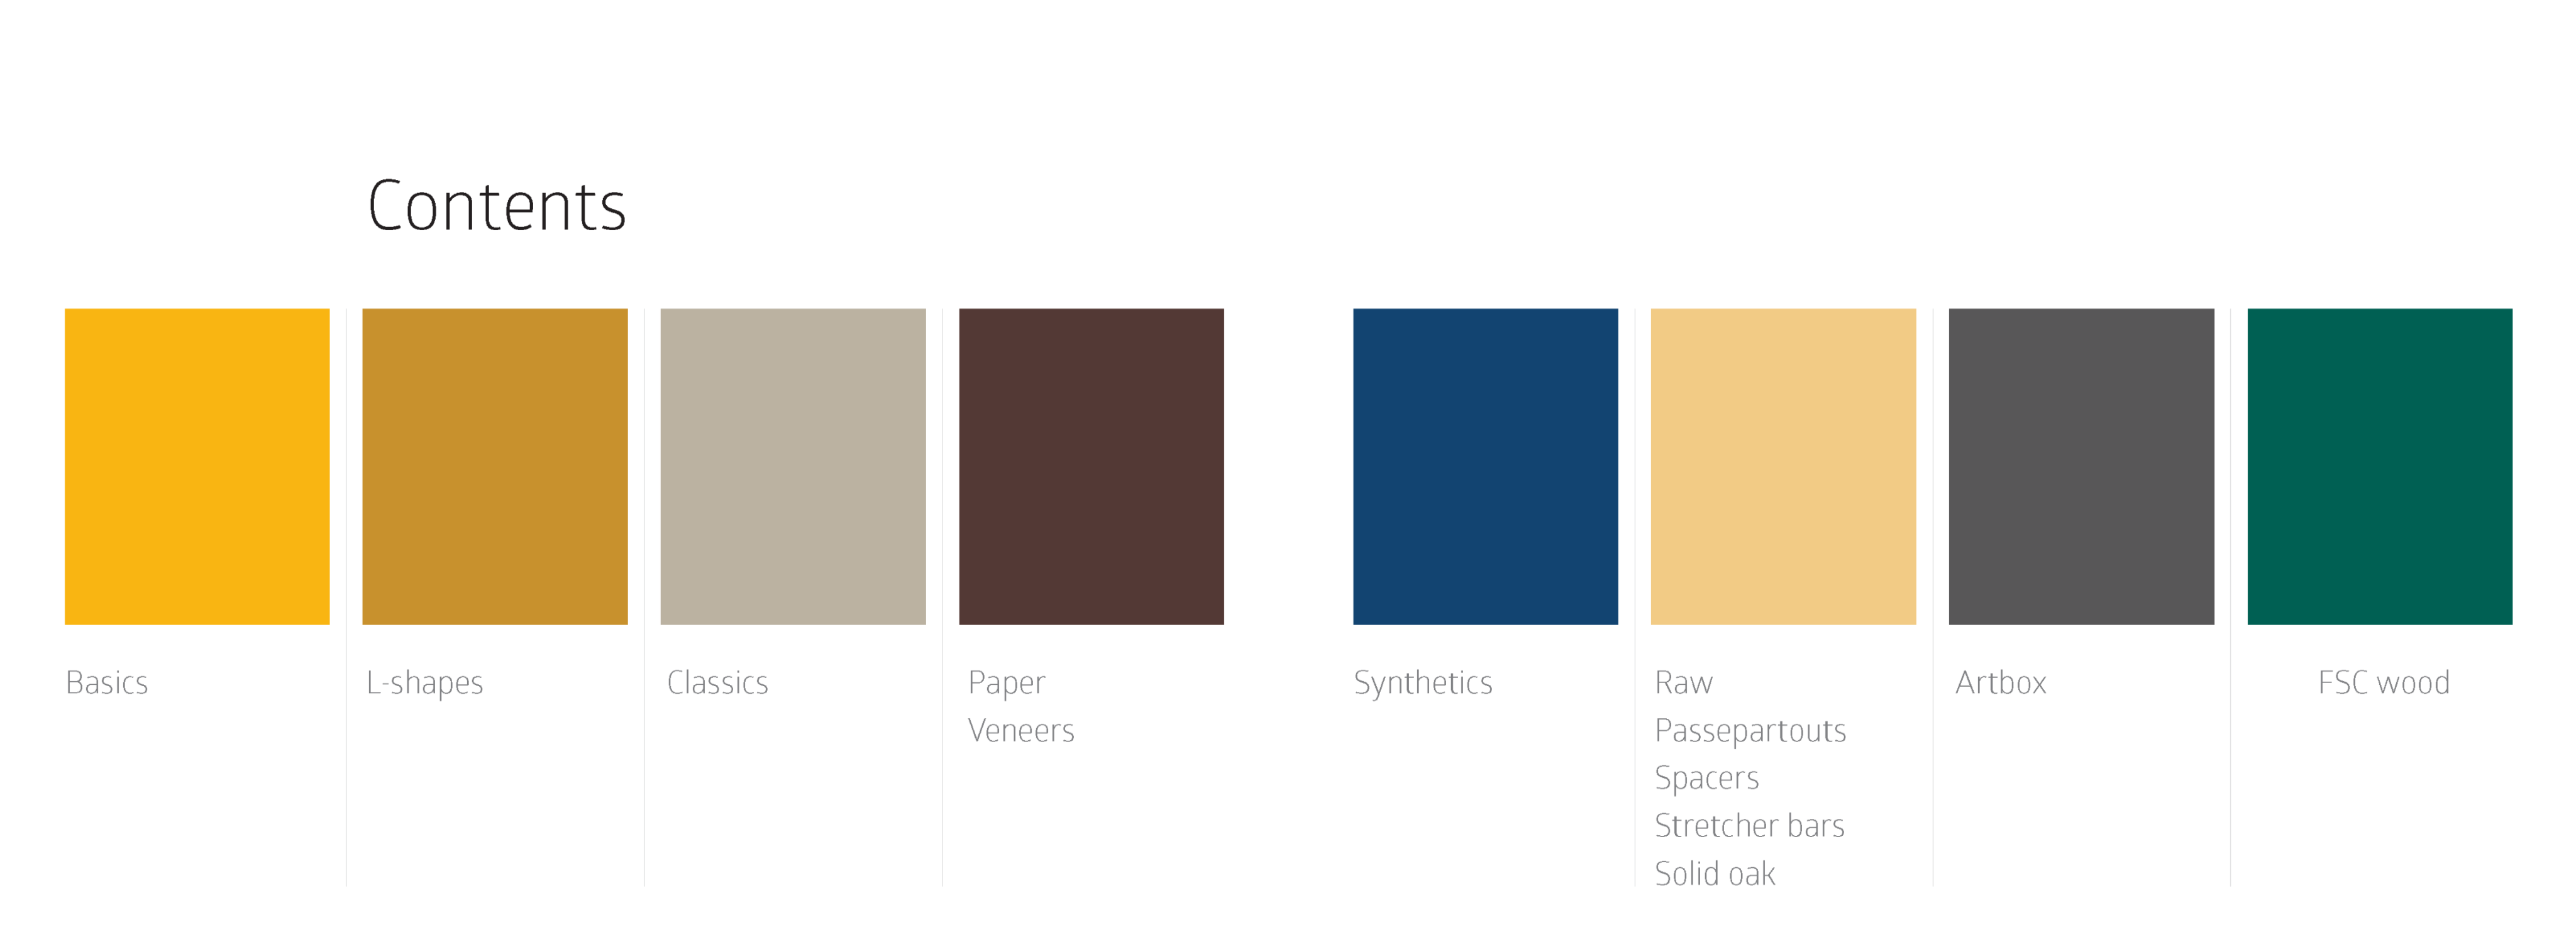 Contents
Basics
L-shapes
Classics
Paper
Veneers
Synthetics
Raw
Passepartouts
Spacers
Stretcher bars
Solid oak
Artbox
FSC wood